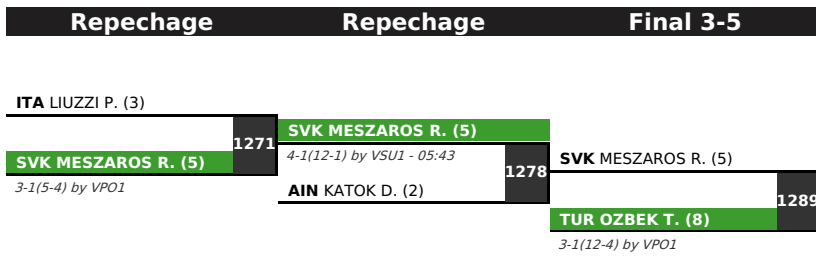 Repechage Repechage Final 3-5
ITA LIUZZI P. (3)
1271
SVK MESZAROS R. (5)
3-1(5-4) by VPO1
SVK MESZAROS R. (5)
4-1(12-1) by VSU1 - 05:43
1278
AIN KATOK D. (2)
SVK MESZAROS R. (5)
1289
TUR OZBEK T. (8)
3-1(12-4) by VPO1